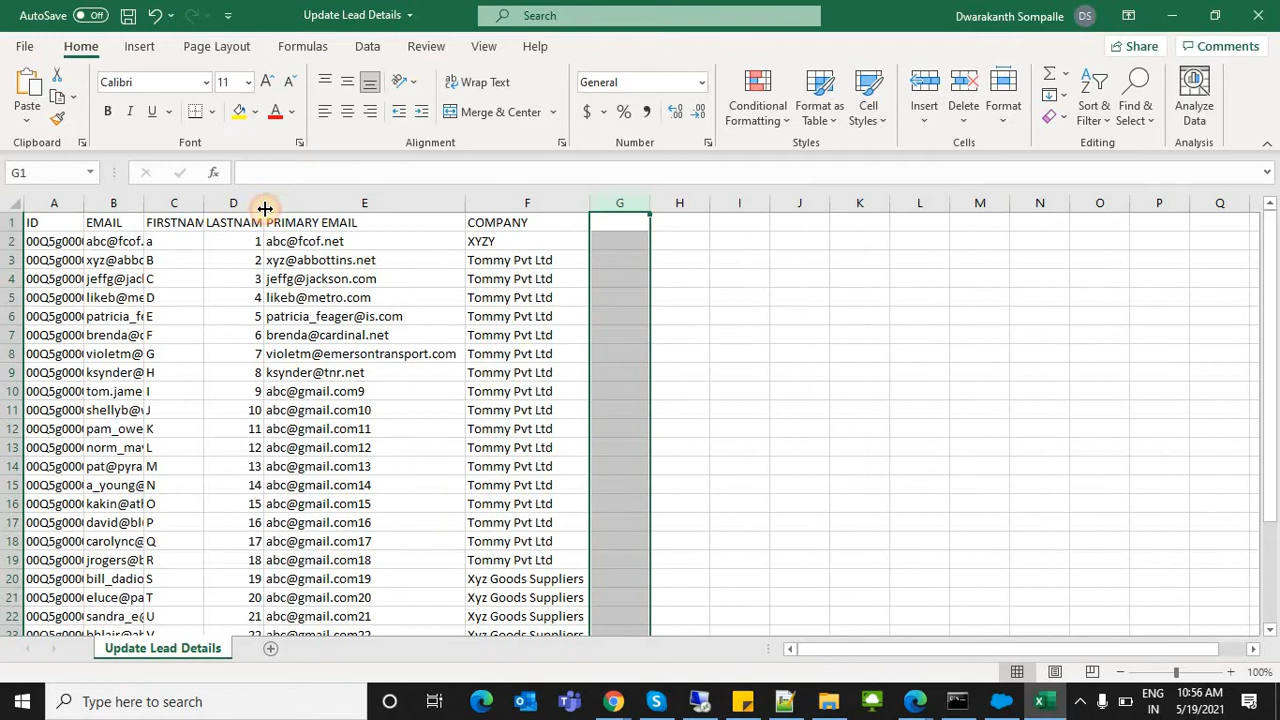 AutoSave Off Update Lead Details Search Dwarakanth Sompalle DS
File Home Insert Page Layout Formulas Data Review View Help Share Comments
Calibri 11 Wrap Text General
Paste B I U Merge & Center $ % Conditional Formatting Format as Table Cell Styles Insert Delete Format Sort & Filter Find & Select Analyze Data
Clipboard Font Alignment Number Styles Cells Editing Analysis
G1 fx
A B C D E F G H I J K L M N O P Q
1 ID EMAIL FIRSTNAM LASTNAM PRIMARY EMAIL COMPANY
2 00Q5g000 abc@fcof. a 1 abc@fcof.net XYZY
3 00Q5g000 xyz@abbo B 2 xyz@abbottins.net Tommy Pvt Ltd
4 00Q5g000 jeffg@jac C 3 jeffg@jackson.com Tommy Pvt Ltd
5 00Q5g000 likeb@me D 4 likeb@metro.com Tommy Pvt Ltd
6 00Q5g000 patricia_fe E 5 patricia_feager@is.com Tommy Pvt Ltd
7 00Q5g000 brenda@c F 6 brenda@cardinal.net Tommy Pvt Ltd
8 00Q5g000 violetm@ G 7 violetm@emersontransport.com Tommy Pvt Ltd
9 00Q5g000 ksynder@ H 8 ksynder@tnr.net Tommy Pvt Ltd
10 00Q5g000 tom.jame I 9 abc@gmail.com9 Tommy Pvt Ltd
11 00Q5g000 shellyb@ J 10 abc@gmail.com10 Tommy Pvt Ltd
12 00Q5g000 pam_owe K 11 abc@gmail.com11 Tommy Pvt Ltd
13 00Q5g000 norm_ma L 12 abc@gmail.com12 Tommy Pvt Ltd
14 00Q5g000 pat@pyra M 13 abc@gmail.com13 Tommy Pvt Ltd
15 00Q5g000 a_young@ N 14 abc@gmail.com14 Tommy Pvt Ltd
16 00Q5g000 kakin@atl O 15 abc@gmail.com15 Tommy Pvt Ltd
17 00Q5g000 david@bl P 16 abc@gmail.com16 Tommy Pvt Ltd
18 00Q5g000 carolync@ Q 17 abc@gmail.com17 Tommy Pvt Ltd
19 00Q5g000 jrogers@b R 18 abc@gmail.com18 Tommy Pvt Ltd
20 00Q5g000 bill_dadio S 19 abc@gmail.com19 Xyz Goods Suppliers
21 00Q5g000 eluce@pa T 20 abc@gmail.com20 Xyz Goods Suppliers
22 00Q5g000 sandra_e@ U 21 abc@gmail.com21 Xyz Goods Suppliers
Update Lead Details
100%
Type here to search ENG IN 10:56 AM 5/19/2021